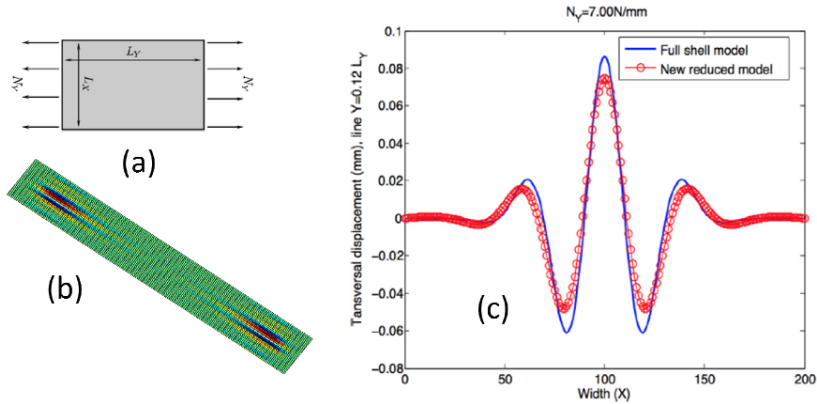 L_Y
L_X
N_Y
N_Y
(a)
(b)
N_Y=7.00N/mm
Tansversal displacement (mm), line Y=0.12 L_Y
0.1
0.08
0.06
0.04
0.02
0
−0.02
−0.04
−0.06
−0.08
Full shell model
New reduced model
(c)
0
50
100
150
200
Width (X)